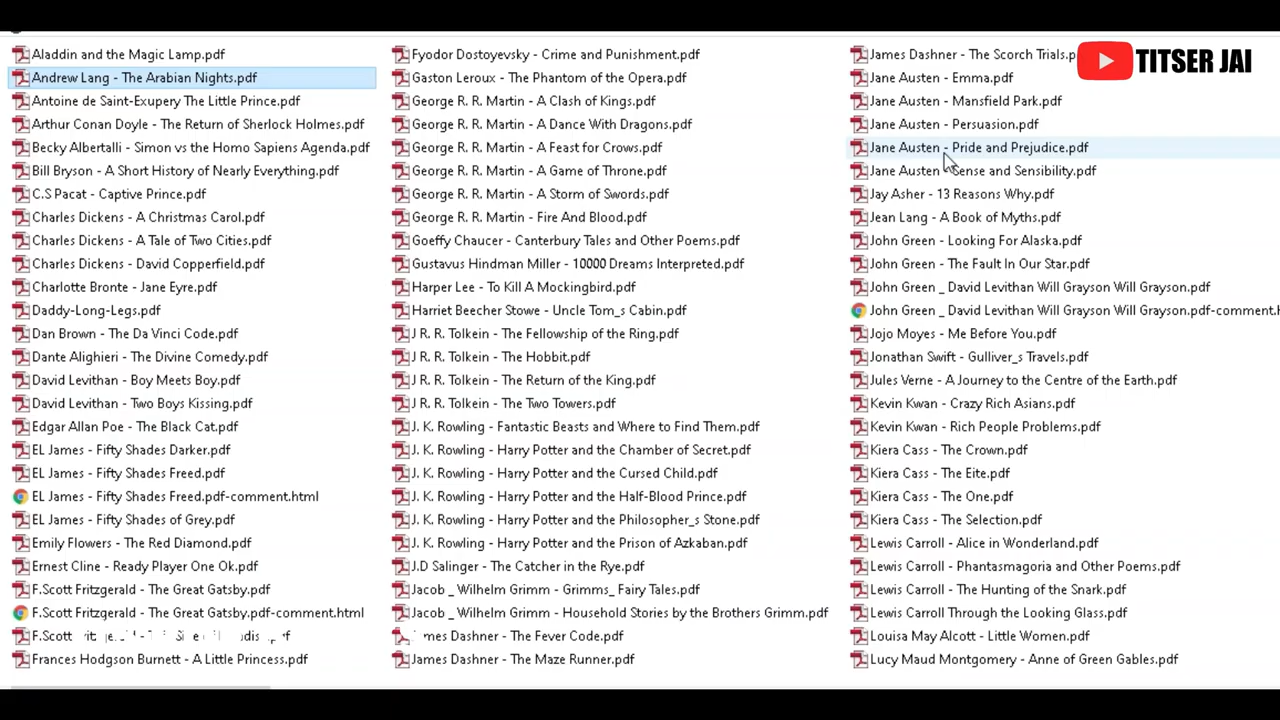 Aladdin and the Magic Lamp.pdf
Andrew Lang - The Arabian Nights.pdf
Antoine de Saint-Exupery The Little Prince.pdf
Arthur Conan Doyle - The Return of Sherlock Holmes.pdf
Becky Albertalli - Simon vs the Homo Sapiens Agenda.pdf
Bill Bryson - A Short History of Nearly Everything.pdf
C.S Pacat - Captive Prince.pdf
Charles Dickens - A Christmas Carol.pdf
Charles Dickens - A Tale of Two Cities.pdf
Charles Dickens - David Copperfield.pdf
Charlotte Bronte - Jane Eyre.pdf
Daddy-Long-Legs.pdf
Dan Brown - The Da Vinci Code.pdf
Dante Alighieri - The Divine Comedy.pdf
David Levithan - Boy Meets Boy.pdf
David Levithan - Two Boys Kissing.pdf
Edgar Allan Poe - The Black Cat.pdf
EL James - Fifty Shades Darker.pdf
EL James - Fifty Shades Freed.pdf
EL James - Fifty Shades Freed.pdf-comment.html
EL James - Fifty Shades of Grey.pdf
Emily Flowers - The Red Diamond.pdf
Ernest Cline - Ready Player One Ok.pdf
F.Scott Fritzgerald - The Great Gatsby.pdf
F.Scott Fritzgerald - The Great Gatsby.pdf-comment.html
F.Scott
Frances Hodgson Burnett - A Little Princess.pdf
Fyodor Dostoyevsky - Crime and Punishment.pdf
Gaston Leroux - The Phantom of the Opera.pdf
George R. R. Martin - A Clash of Kings.pdf
George R. R. Martin - A Dance With Dragons.pdf
George R. R. Martin - A Feast for Crows.pdf
George R. R. Martin - A Game of Throne.pdf
George R. R. Martin - A Storm of Swords.pdf
George R. R. Martin - Fire And Blood.pdf
Goeffy Chaucer - Canterbury Tales and Other Poems.pdf
Gustavus Hindman Miller - 10000 Dreams Interpreted.pdf
Harper Lee - To Kill A Mockingbird.pdf
Harriet Beecher Stowe - Uncle Tom_s Cabin.pdf
J. R. R. Tolkein - The Fellowship of the Ring.pdf
J. R. R. Tolkein - The Hobbit.pdf
J. R. R. Tolkein - The Return of the King.pdf
J. R. R. Tolkein - The Two Towers.pdf
J. K. Rowling - Fantastic Beasts and Where to Find Them.pdf
J. K. Rowling - Harry Potter and the Chamber of Secret.pdf
J. K. Rowling - Harry Potter and the Cursed Child.pdf
J. K. Rowling - Harry Potter and the Half-Blood Prince.pdf
J. K. Rowling - Harry Potter and the Philosopher_s Stone.pdf
J. K. Rowling - Harry Potter and the Prison of Azkaban.pdf
J.D Salinger - The Catcher in the Rye.pdf
Jacob _ Wilhelm Grimm - Grimms_ Fairy Tales.pdf
Jacob _ Wilhelm Grimm - Household Stories by the Brothers Grimm.pdf
James Dashner - The Fever Code.pdf
James Dashner - The Maze Runner.pdf
James Dashner - The Scorch Trials.p
Jane Austen - Emma.pdf
Jane Austen - Mansfield Park.pdf
Jane Austen - Persuasion.pdf
Jane Austen - Pride and Prejudice.pdf
Jane Austen - Sense and Sensibility.pdf
Jay Asher - 13 Reasons Why.pdf
Jean Lang - A Book of Myths.pdf
John Green - Looking For Alaska.pdf
John Green - The Fault In Our Star.pdf
John Green _ David Levithan Will Grayson Will Grayson.pdf
John Green _ David Levithan Will Grayson Will Grayson.pdf-comment.h
Jojo Moyes - Me Before You.pdf
Jonathan Swift - Gulliver_s Travels.pdf
Jules Verne - A Journey to the Centre of the Earth.pdf
Kevin Kwan - Crazy Rich Asians.pdf
Kevin Kwan - Rich People Problems.pdf
Kiera Cass - The Crown.pdf
Kiera Cass - The Eite.pdf
Kiera Cass - The One.pdf
Kiera Cass - The Selection.pdf
Lewis Carroll - Alice in Wonderland.pdf
Lewis Carroll - Phantasmagoria and Other Poems.pdf
Lewis Carroll - The Hunting of the Snark.pdf
Lewis Carroll Through the Looking Glass.pdf
Louisa May Alcott - Little Women.pdf
Lucy Maud Montgomery - Anne of Green Gables.pdf
TITSER JAI